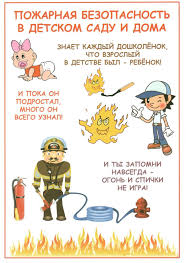 ПОЖАРНАЯ БЕЗОПАСНОСТЬ
В ДЕТСКОМ САДУ И ДОМА
ЗНАЕТ КАЖДЫЙ ДОШКОЛЁНОК,
ЧТО ВЗРОСЛЫЙ
В ДЕТСТВЕ БЫЛ - РЕБЁНОК!
И ПОКА ОН
ПОДРОСТАЛ,
МНОГО ОН
ВСЕГО УЗНАЛ!
И ТЫ ЗАПОМНИ
НАВСЕГДА -
ОГОНЬ И СПИЧКИ
НЕ ИГРА!